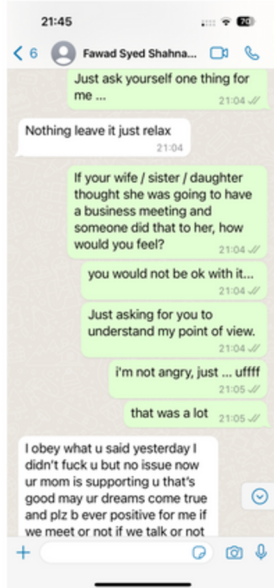 21:45
70
6
Fawad Syed Shahna...
Just ask yourself one thing for
me ...
21:04
Nothing leave it just relax
21:04
If your wife / sister / daughter
thought she was going to have
a business meeting and
someone did that to her, how
would you feel?
21:04
you would not be ok with it...
21:04
Just asking for you to
understand my point of view.
21:04
i'm not angry, just ... uffff
21:05
that was a lot
21:05
I obey what u said yesterday I
didn't fuck u but no issue now
ur mom is supporting u that's
good may ur dreams come true
and plz b ever positive for me if
we meet or not if we talk or not